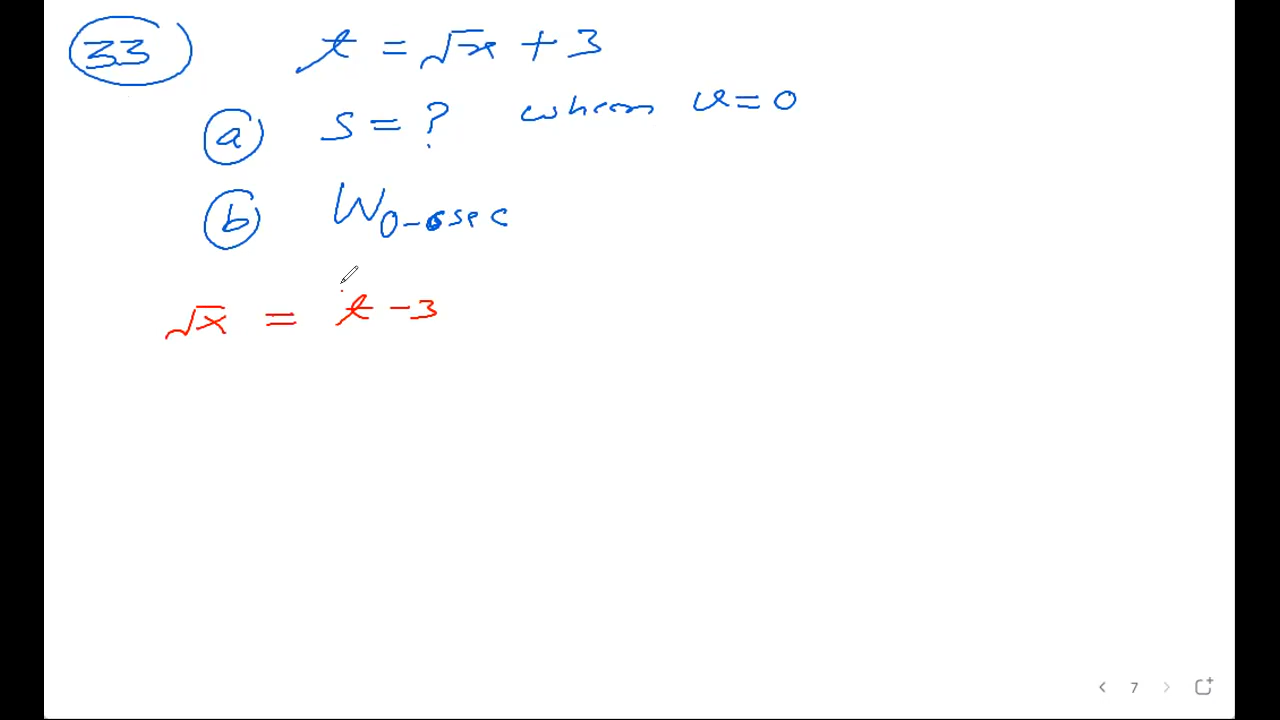 33 t = √x + 3
a s = ? when v = 0
b W0-6sec
√x = t - 3
< 7 >